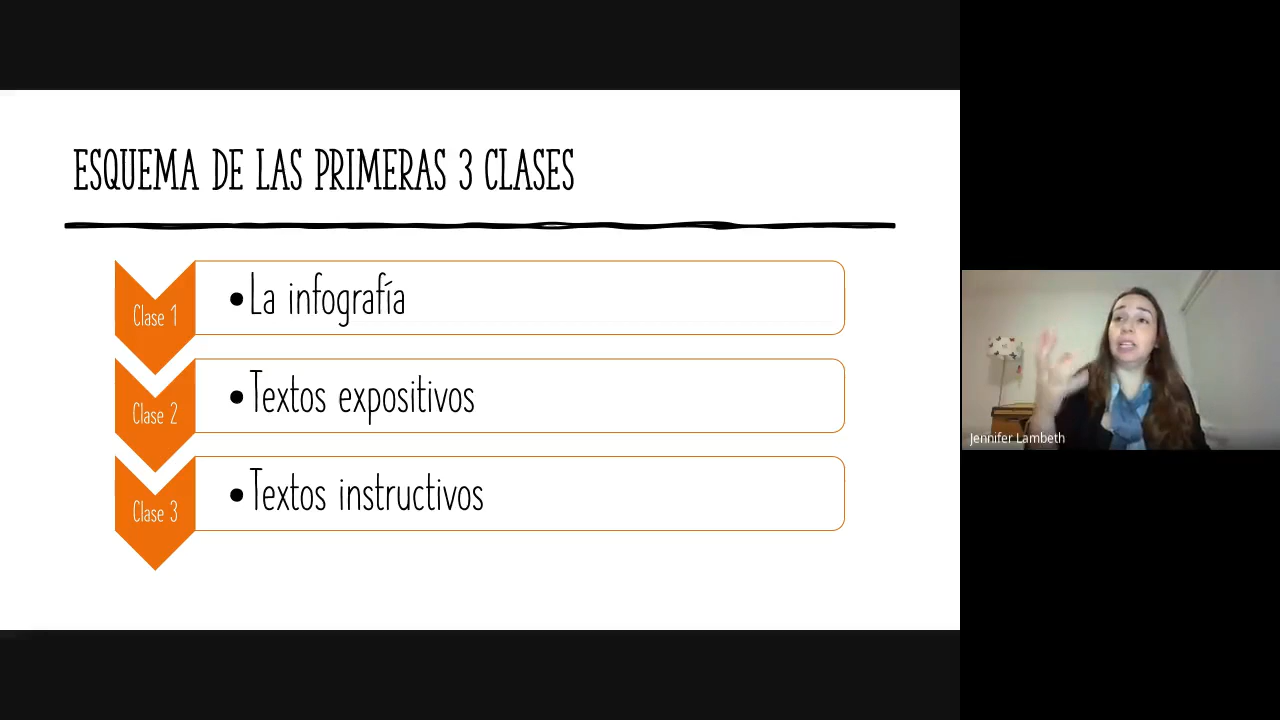 ESQUEMA DE LAS PRIMERAS 3 CLASES
Clase 1
•La infografía
Clase 2
•Textos expositivos
Clase 3
•Textos instructivos
Jennifer Lambeth